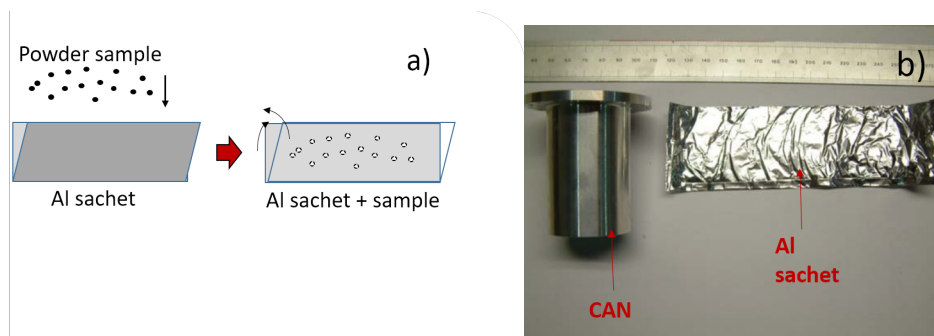 Powder sample
a)
Al sachet
Al sachet + sample
b)
Al
sachet
CAN